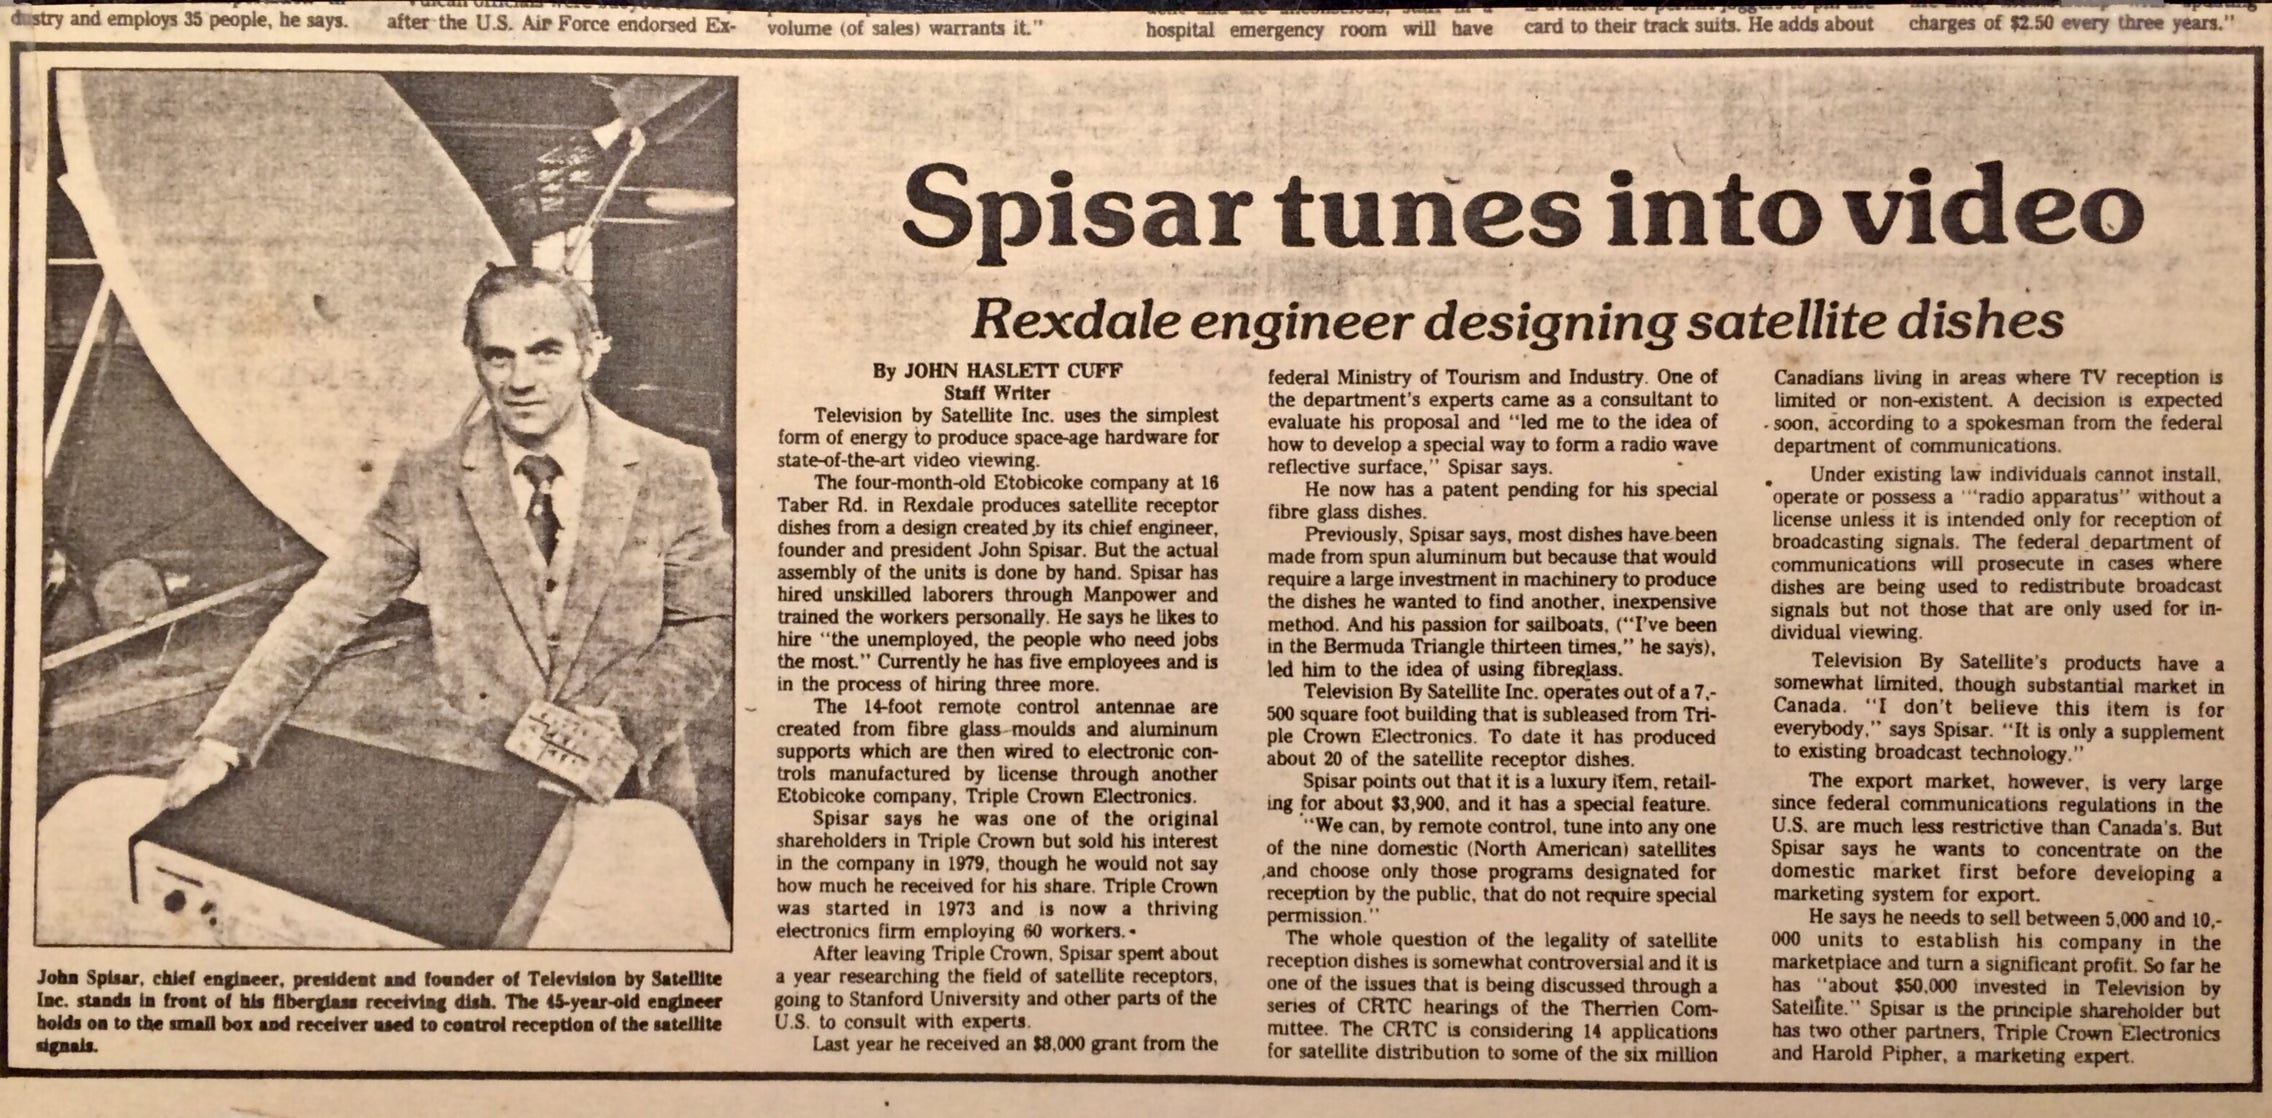 dustry and employs 35 people, he says.
after the U.S. Air Force endorsed Ex-
volume (of sales) warrants it."
hospital emergency room will have
card to their track suits. He adds about
charges of $2.50 every three years."
Spisar tunes into video
Rexdale engineer designing satellite dishes
By JOHN HASLETT CUFF
Staff Writer
Television by Satellite Inc. uses the simplest
form of energy to produce space-age hardware for
state-of-the-art video viewing.
The four-month-old Etobicoke company at 16
Taber Rd. in Rexdale produces satellite receptor
dishes from a design created by its chief engineer,
founder and president John Spisar. But the actual
assembly of the units is done by hand. Spisar has
hired unskilled laborers through Manpower and
trained the workers personally. He says he likes to
hire "the unemployed, the people who need jobs
the most." Currently he has five employees and is
in the process of hiring three more.
The 14-foot remote control antennae are
created from fibre glass moulds and aluminum
supports which are then wired to electronic con-
trols manufactured by license through another
Etobicoke company, Triple Crown Electronics.
Spisar says he was one of the original
shareholders in Triple Crown but sold his interest
in the company in 1979, though he would not say
how much he received for his share. Triple Crown
was started in 1973 and is now a thriving
electronics firm employing 60 workers.
After leaving Triple Crown, Spisar spent about
a year researching the field of satellite receptors,
going to Stanford University and other parts of the
U.S. to consult with experts.
Last year he received an $8,000 grant from the
federal Ministry of Tourism and Industry. One of
the department's experts came as a consultant to
evaluate his proposal and "led me to the idea of
how to develop a special way to form a radio wave
reflective surface," Spisar says.
He now has a patent pending for his special
fibre glass dishes.
Previously, Spisar says, most dishes have been
made from spun aluminum but because that would
require a large investment in machinery to produce
the dishes he wanted to find another, inexpensive
method. And his passion for sailboats, ("I've been
in the Bermuda Triangle thirteen times," he says),
led him to the idea of using fibreglass.
Television By Satellite Inc. operates out of a 7,-
500 square foot building that is subleased from Tri-
ple Crown Electronics. To date it has produced
about 20 of the satellite receptor dishes.
Spisar points out that it is a luxury item, retail-
ing for about $3,900, and it has a special feature.
"We can, by remote control, tune into any one
of the nine domestic (North American) satellites
and choose only those programs designated for
reception by the public, that do not require special
permission."
The whole question of the legality of satellite
reception dishes is somewhat controversial and it is
one of the issues that is being discussed through a
series of CRTC hearings of the Therrien Com-
mittee. The CRTC is considering 14 applications
for satellite distribution to some of the six million
Canadians living in areas where TV reception is
limited or non-existent. A decision is expected
soon, according to a spokesman from the federal
department of communications.
Under existing law individuals cannot install,
operate or possess a '"radio apparatus" without a
license unless it is intended only for reception of
broadcasting signals. The federal department of
communications will prosecute in cases where
dishes are being used to redistribute broadcast
signals but not those that are only used for in-
dividual viewing.
Television By Satellite's products have a
somewhat limited, though substantial market in
Canada. "I don't believe this item is for
everybody," says Spisar. "It is only a supplement
to existing broadcast technology."
The export market, however, is very large
since federal communications regulations in the
U.S. are much less restrictive than Canada's. But
Spisar says he wants to concentrate on the
domestic market first before developing a
marketing system for export.
He says he needs to sell between 5,000 and 10,-
000 units to establish his company in the
marketplace and turn a significant profit. So far he
has "about $50,000 invested in Television by
Satellite." Spisar is the principle shareholder but
has two other partners, Triple Crown Electronics
and Harold Pipher, a marketing expert.
John Spisar, chief engineer, president and founder of Television by Satellite
Inc. stands in front of his fiberglass receiving dish. The 45-year-old engineer
holds on to the small box and receiver used to control reception of the satellite
signals.